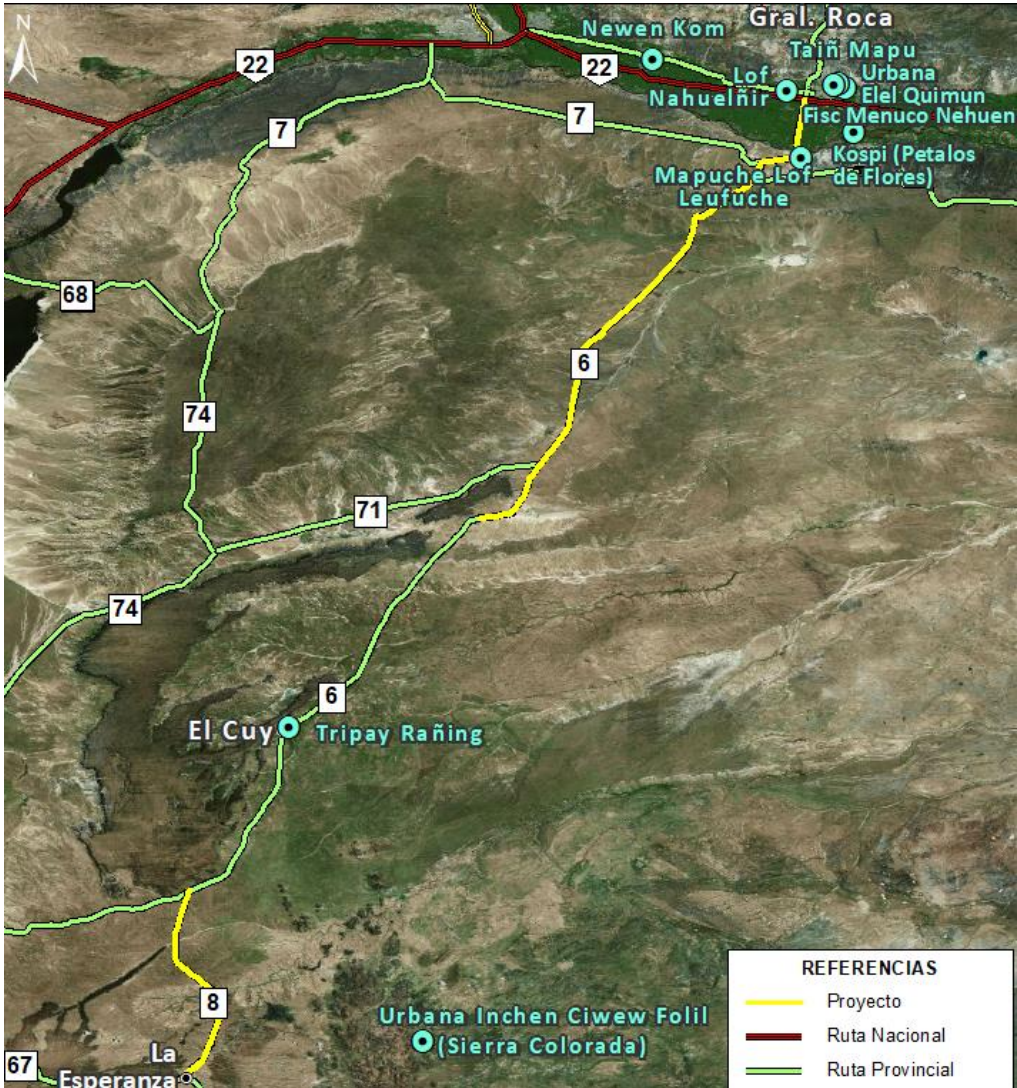 N
Gral. Roca
Newen Kom
Taiñ Mapu
22
22
Lof
Nahuelñir
Urbana
Elel Quimun
Fisc Menuco Nehuen
7
7
Kospi (Petalos
de Flores)
Mapuche Lof
Leufuche
68
6
74
71
74
6
El Cuy
Tripay Rañing
8
Urbana Inchen Ciwew Folil
(Sierra Colorada)
67
La
Esperanza
REFERENCIAS
Proyecto
Ruta Nacional
Ruta Provincial